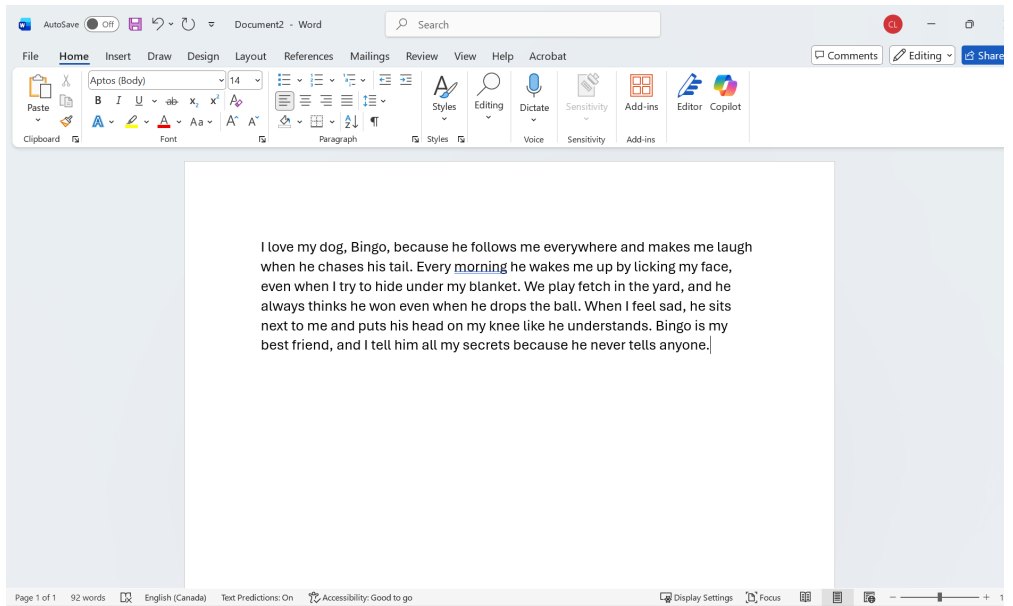 AutoSave Off Document2 - Word Search CL
File Home Insert Draw Design Layout References Mailings Review View Help Acrobat Comments Editing Share
Aptos (Body) 14
Paste B I U ab x₂ x² A Styles Editing Dictate Sensitivity Add-ins Editor Copilot
A A Aa A A
Clipboard Font Paragraph Styles Voice Sensitivity Add-ins
I love my dog, Bingo, because he follows me everywhere and makes me laugh
when he chases his tail. Every morning he wakes me up by licking my face,
even when I try to hide under my blanket. We play fetch in the yard, and he
always thinks he won even when he drops the ball. When I feel sad, he sits
next to me and puts his head on my knee like he understands. Bingo is my
best friend, and I tell him all my secrets because he never tells anyone.
Page 1 of 1 92 words English (Canada) Text Predictions: On Accessibility: Good to go Display Settings Focus 1